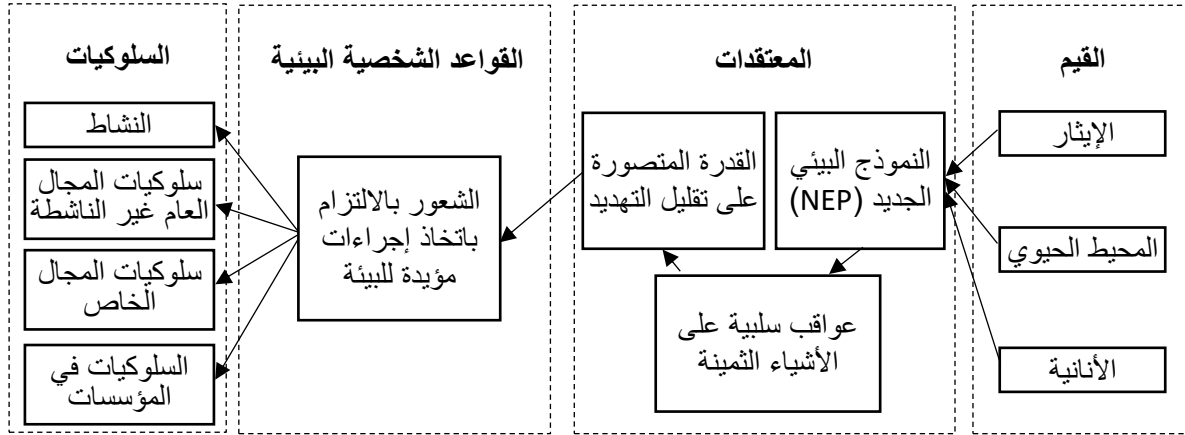 القيم
الإيثار
المحيط الحيوي
الأنانية
المعتقدات
النموذج البيئي
الجديد (NEP)
القدرة المتصورة
على تقليل التهديد
عواقب سلبية على
الأشياء الثمينة
القواعد الشخصية البيئية
الشعور بالالتزام
باتخاذ إجراءات
مؤيدة للبيئة
السلوكيات
النشاط
سلوكيات المجال
العام غير الناشطة
سلوكيات المجال
الخاص
السلوكيات في
المؤسسات